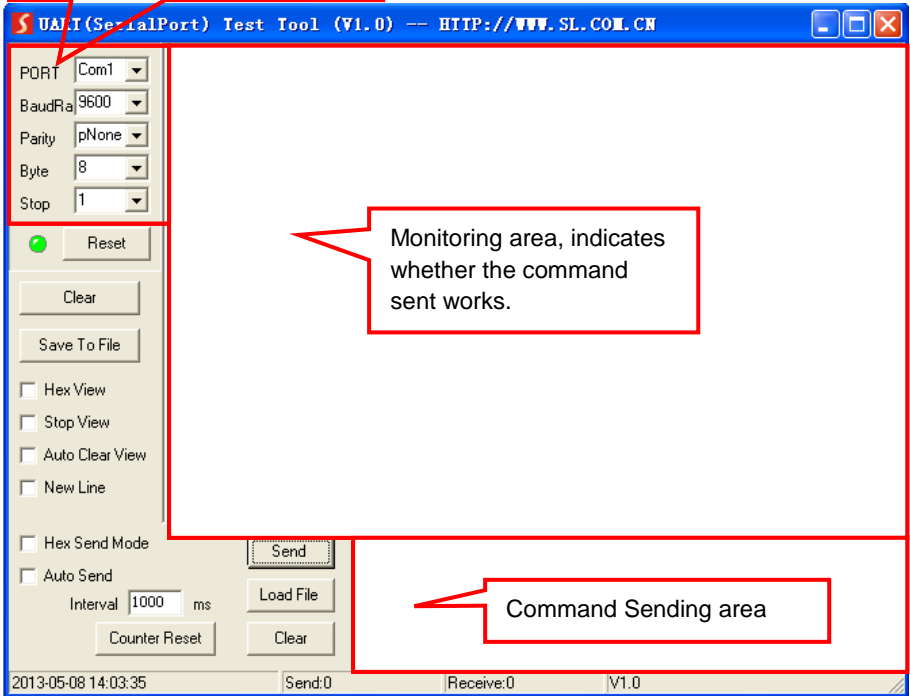 UART(SerialPort) Test Tool (V1.0) —— HTTP://WWW.SL.COM.CN
PORT Com1
BaudRa 9600
Parity pNone
Byte 8
Stop 1
Reset
Clear
Save To File
Hex View
Stop View
Auto Clear View
New Line
Monitoring area, indicates
whether the command
sent works.
Hex Send Mode
Send
Auto Send
Interval 1000 ms
Load File
Counter Reset
Clear
Command Sending area
2013-05-08 14:03:35 Send:0 Receive:0 V1.0